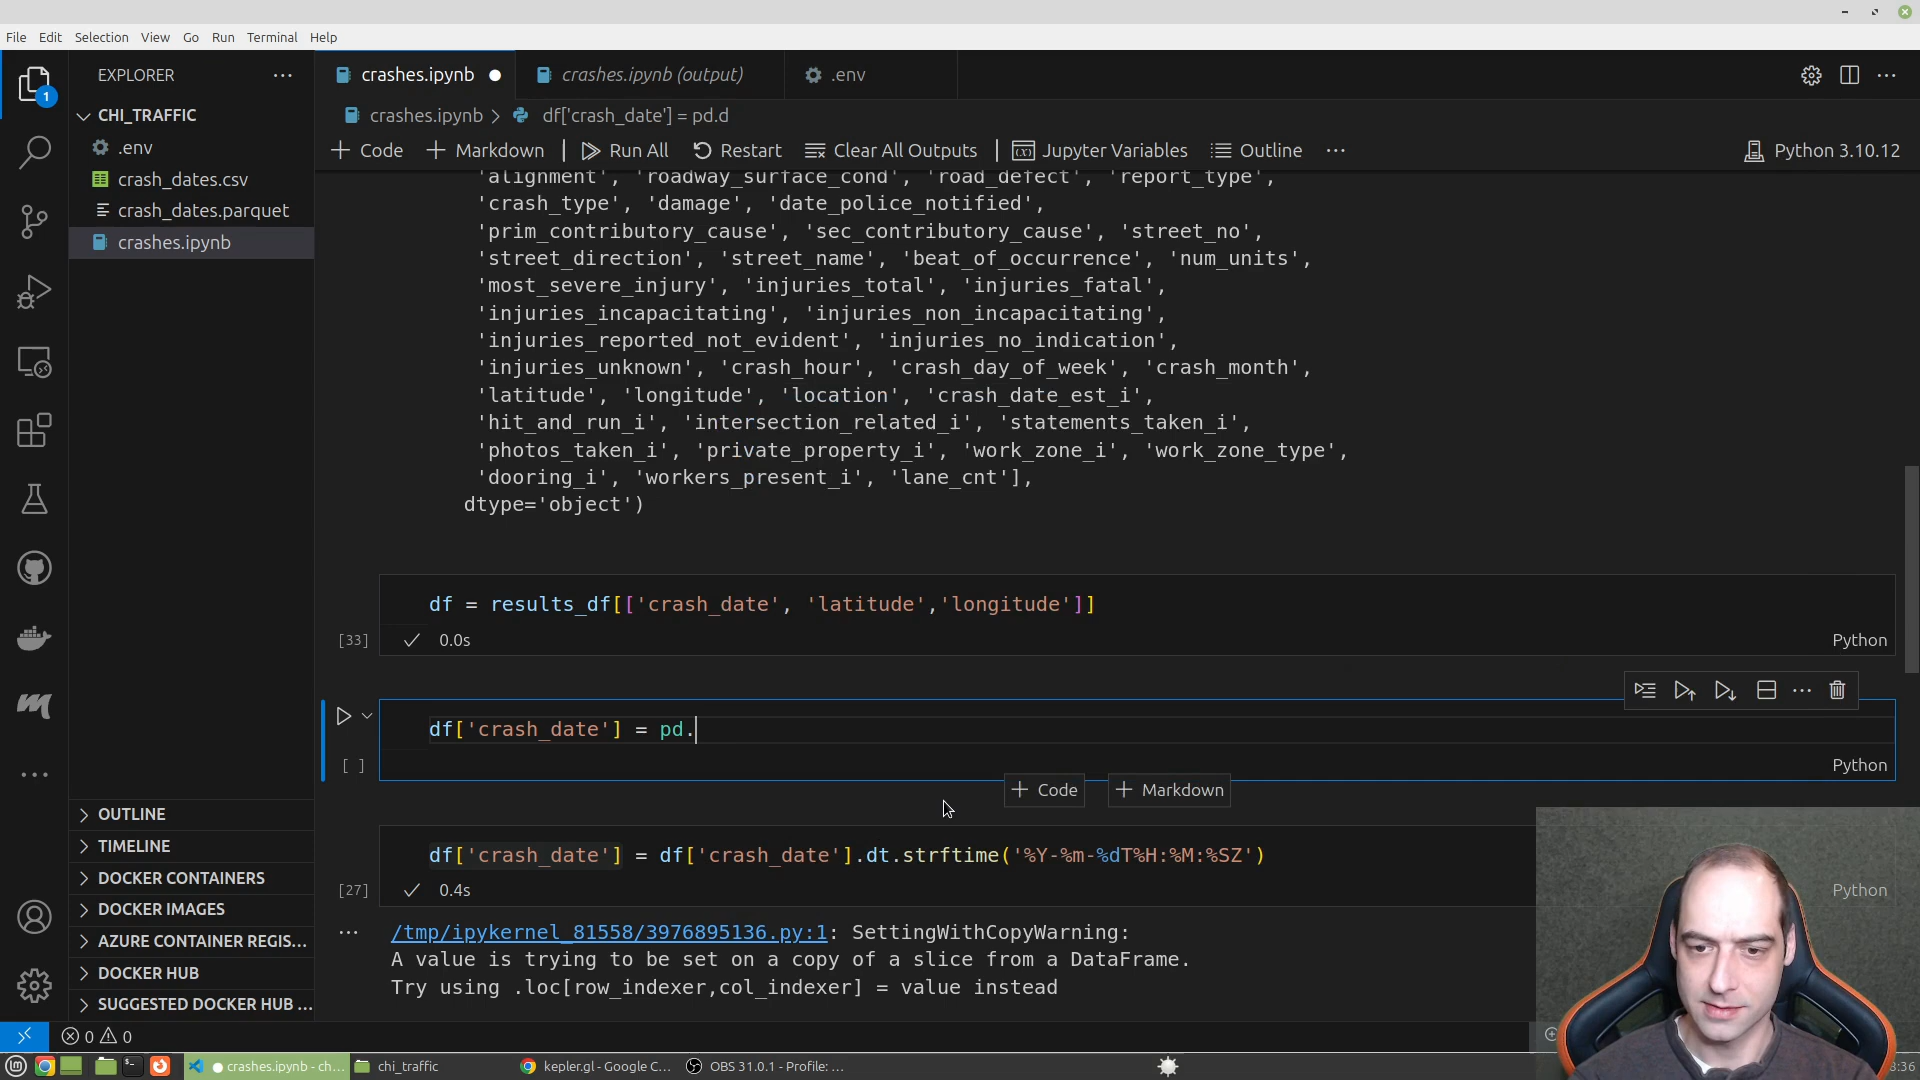 File Edit Selection View Go Run Terminal Help
EXPLORER
crashes.ipynb
crashes.ipynb (output)
.env
1
CHI_TRAFFIC
.env
crash_dates.csv
crash_dates.parquet
crashes.ipynb
crashes.ipynb > df['crash_date'] = pd.d
+ Code + Markdown Run All Restart Clear All Outputs Jupyter Variables Outline ... Python 3.10.12
'alignment', 'roadway_surface_cond', 'road_defect', 'report_type',
'crash_type', 'damage', 'date_police_notified',
'prim_contributory_cause', 'sec_contributory_cause', 'street_no',
'street_direction', 'street_name', 'beat_of_occurrence', 'num_units',
'most_severe_injury', 'injuries_total', 'injuries_fatal',
'injuries_incapacitating', 'injuries_non_incapacitating',
'injuries_reported_not_evident', 'injuries_no_indication',
'injuries_unknown', 'crash_hour', 'crash_day_of_week', 'crash_month',
'latitude', 'longitude', 'location', 'crash_date_est_i',
'hit_and_run_i', 'intersection_related_i', 'statements_taken_i',
'photos_taken_i', 'private_property_i', 'work_zone_i', 'work_zone_type',
'dooring_i', 'workers_present_i', 'lane_cnt'],
dtype='object')
df = results_df[['crash_date', 'latitude','longitude']]
[33] 0.0s Python
df['crash_date'] = pd.
[ ] Python
+ Code + Markdown
df['crash_date'] = df['crash_date'].dt.strftime('%Y-%m-%dT%H:%M:%SZ')
[27] 0.4s Python
... /tmp/ipykernel_81558/3976895136.py:1: SettingWithCopyWarning:
A value is trying to be set on a copy of a slice from a DataFrame.
Try using .loc[row_indexer,col_indexer] = value instead
OUTLINE
TIMELINE
DOCKER CONTAINERS
DOCKER IMAGES
AZURE CONTAINER REGIS...
DOCKER HUB
SUGGESTED DOCKER HUB ...
0 0
crashes.ipynb - ch... chi_traffic kepler.gl - Google C... OBS 31.0.1 - Profile: ... :36